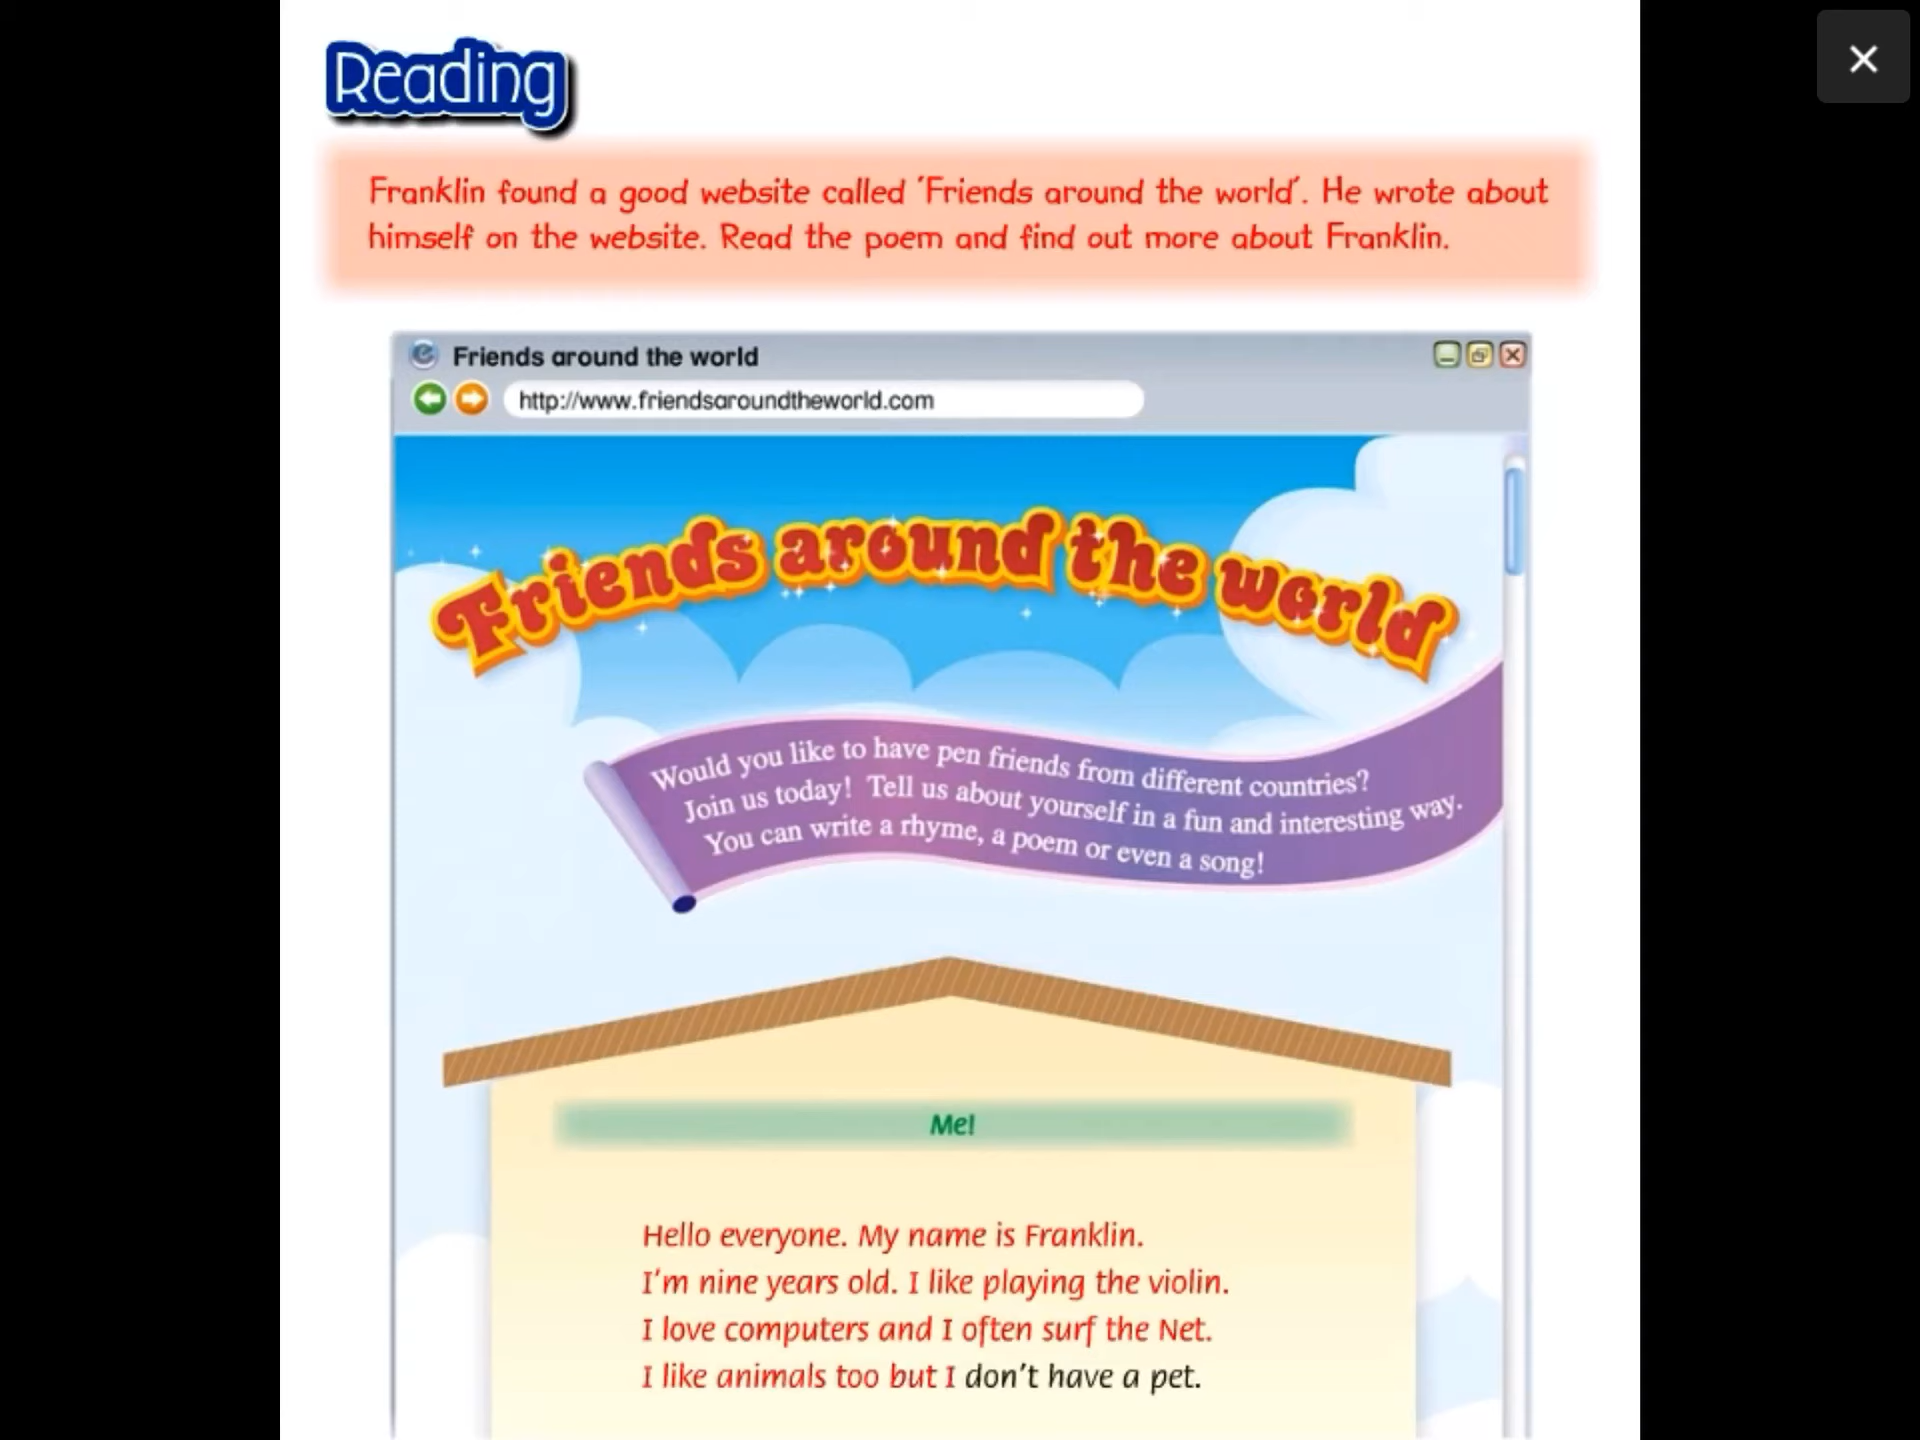 Reading
Franklin found a good website called 'Friends around the world'. He wrote about
himself on the website. Read the poem and find out more about Franklin.
Friends around the world
http://www.friendsaroundtheworld.com
Friends around the world
Would you like to have pen friends from different countries?
Join us today! Tell us about yourself in a fun and interesting way.
You can write a rhyme, a poem or even a song!
Me!
Hello everyone. My name is Franklin.
I'm nine years old. I like playing the violin.
I love computers and I often surf the Net.
I like animals too but I don't have a pet.